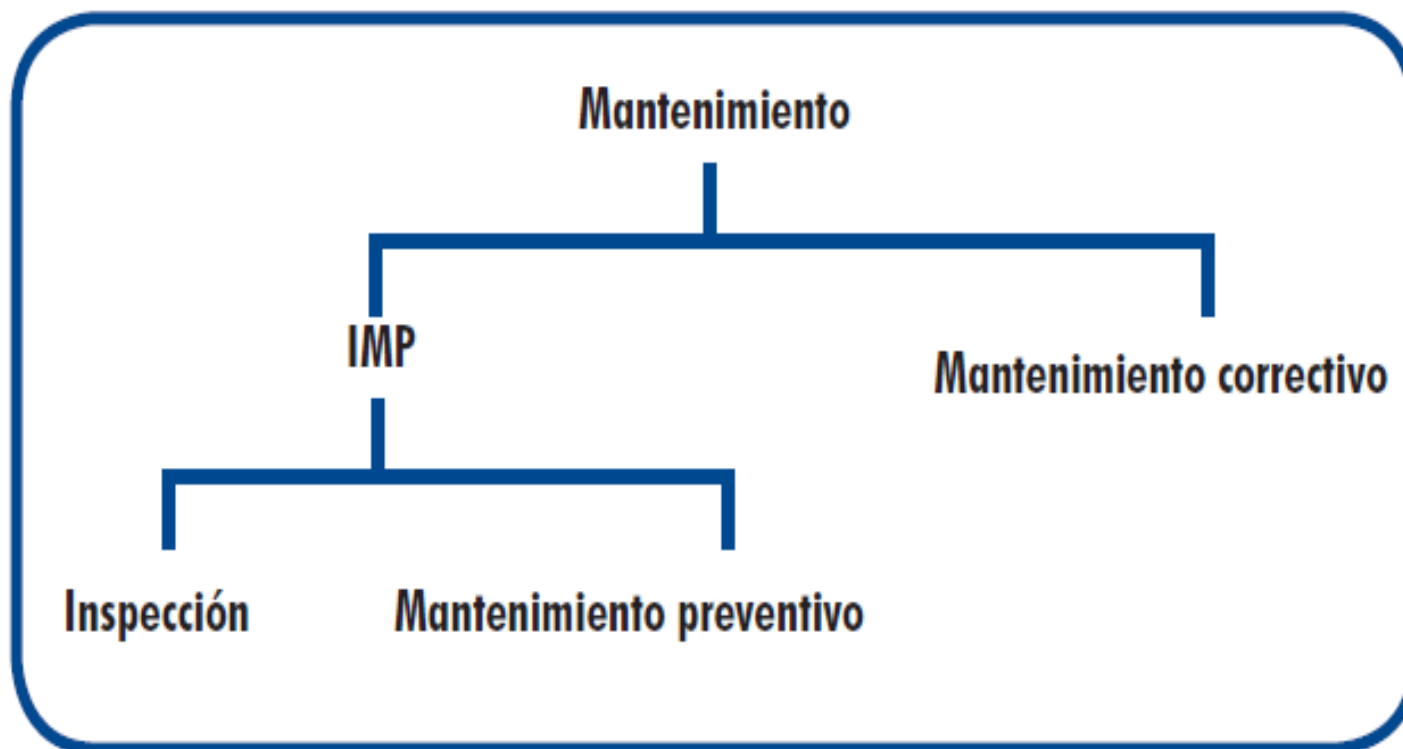 Mantenimiento
IMP
Mantenimiento correctivo
Inspección
Mantenimiento preventivo